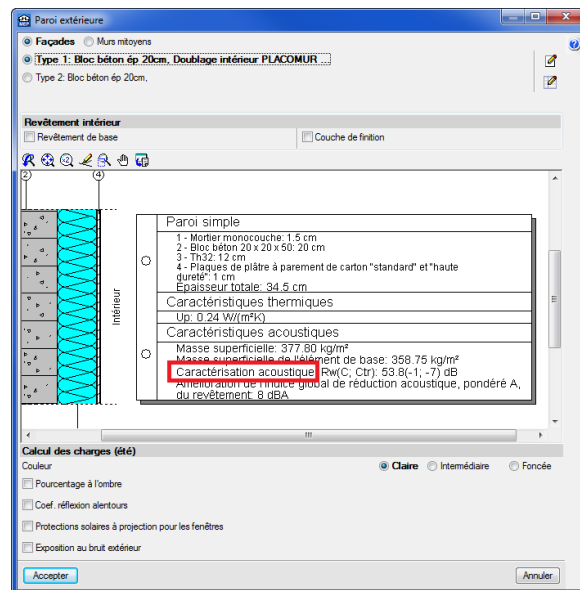 Paroi extérieure
Façades Murs mitoyens
Type 1: Bloc béton ép 20cm, Doublage intérieur PLACOMUR ...
Type 2: Bloc béton ép 20cm,
Revêtement intérieur
Revêtement de base Couche de finition
2 4
Paroi simple
1 - Mortier monocouche: 1.5 cm
2 - Bloc béton 20 x 20 x 50: 20 cm
3 - Th32: 12 cm
4 - Plaques de plâtre à parement de carton "standard" et "haute
dureté": 1 cm
Épaisseur totale: 34.5 cm
Intérieur
Caractéristiques thermiques
Up: 0.24 W/(m²K)
Caractéristiques acoustiques
Masse superficielle: 377.80 kg/m²
Masse superficielle de l'élément de base: 358.75 kg/m²
Caractérisation acoustique Rw(C; Ctr): 53.8(-1; -7) dB
Amélioration de l'indice global de réduction acoustique, pondéré A,
du revêtement: 8 dBA
Calcul des charges (été)
Couleur Claire Intermédiaire Foncée
Pourcentage à l'ombre
Coef. réflexion alentours
Protections solaires à projection pour les fenêtres
Exposition au bruit extérieur
Accepter Annuler